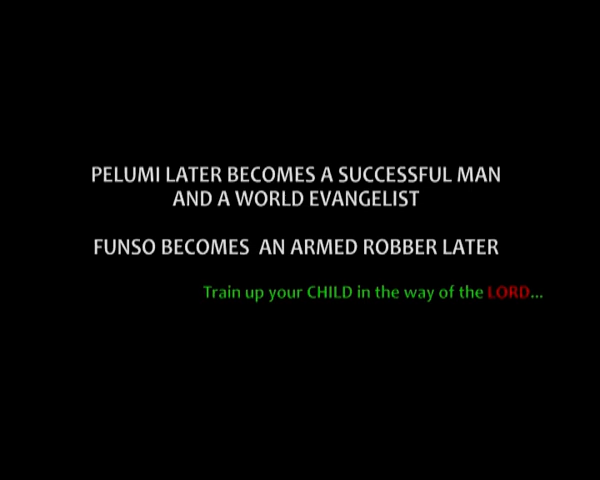 PELUMI LATER BECOMES A SUCCESSFUL MAN
AND A WORLD EVANGELIST
FUNSO BECOMES  AN ARMED ROBBER LATER
Train up your CHILD in the way of the LORD...